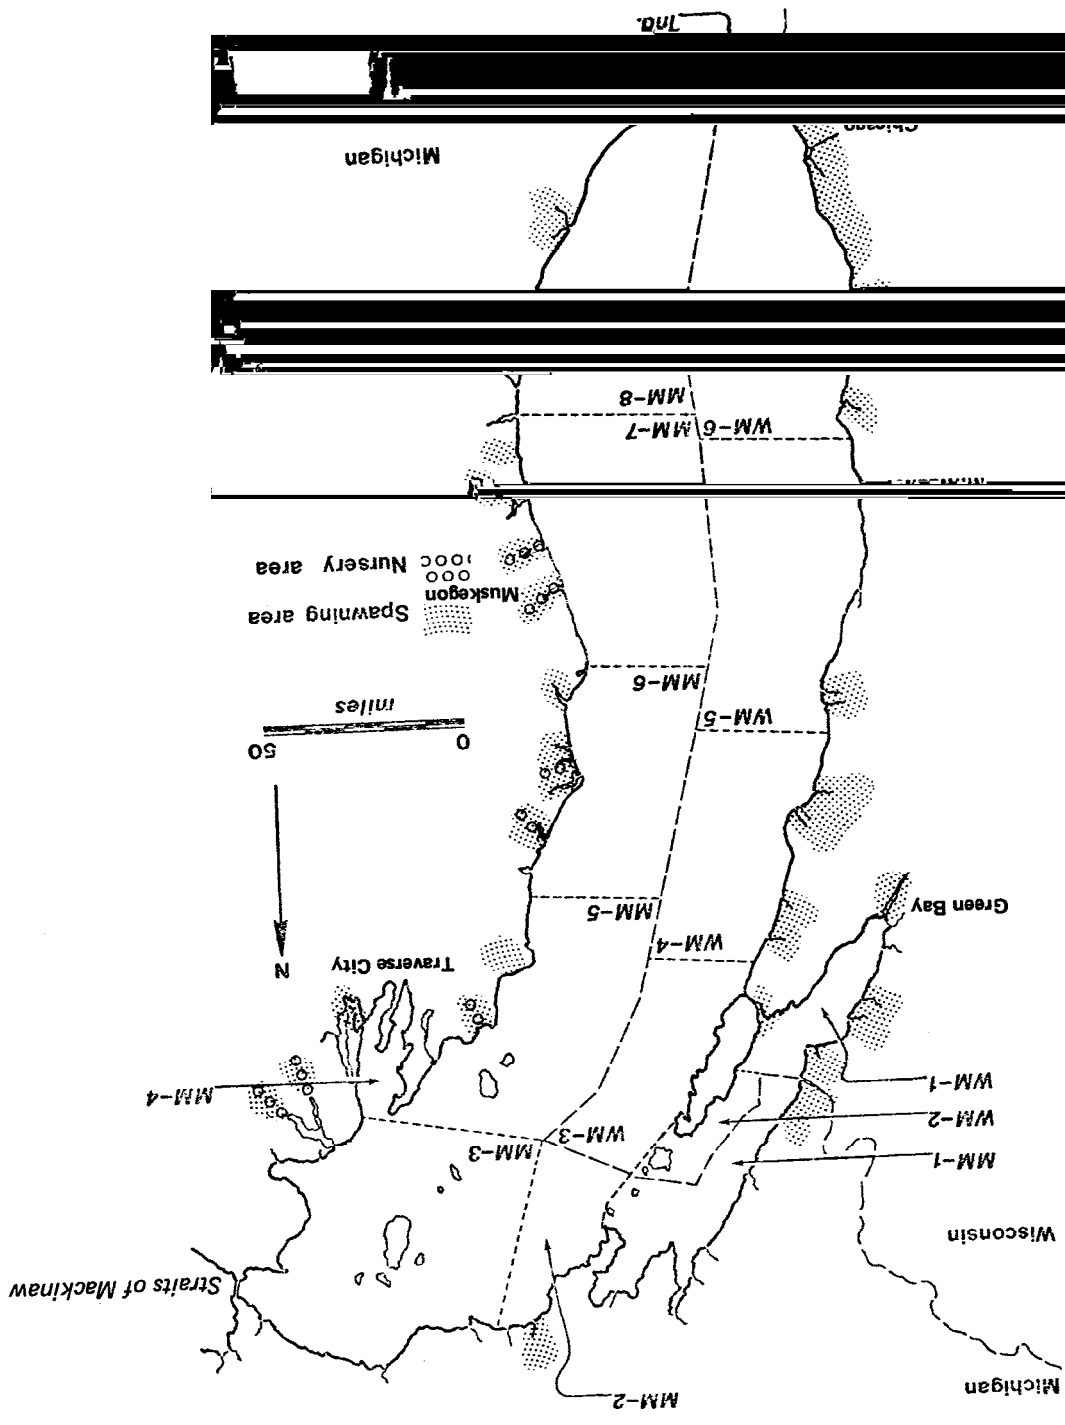 Michigan
MM-2
Straits of Mackinaw
Wisconsin
MM-1
MM-3
WM-3
WM-2
MM-4
WM-1
N
Traverse City
Green Bay
WM-4
MM-5
0 50
miles
WM-5
MM-6
Spawning area
Muskegon
Nursery area
WM-6
MM-7
MM-8
Michigan
Chicago
Ind.